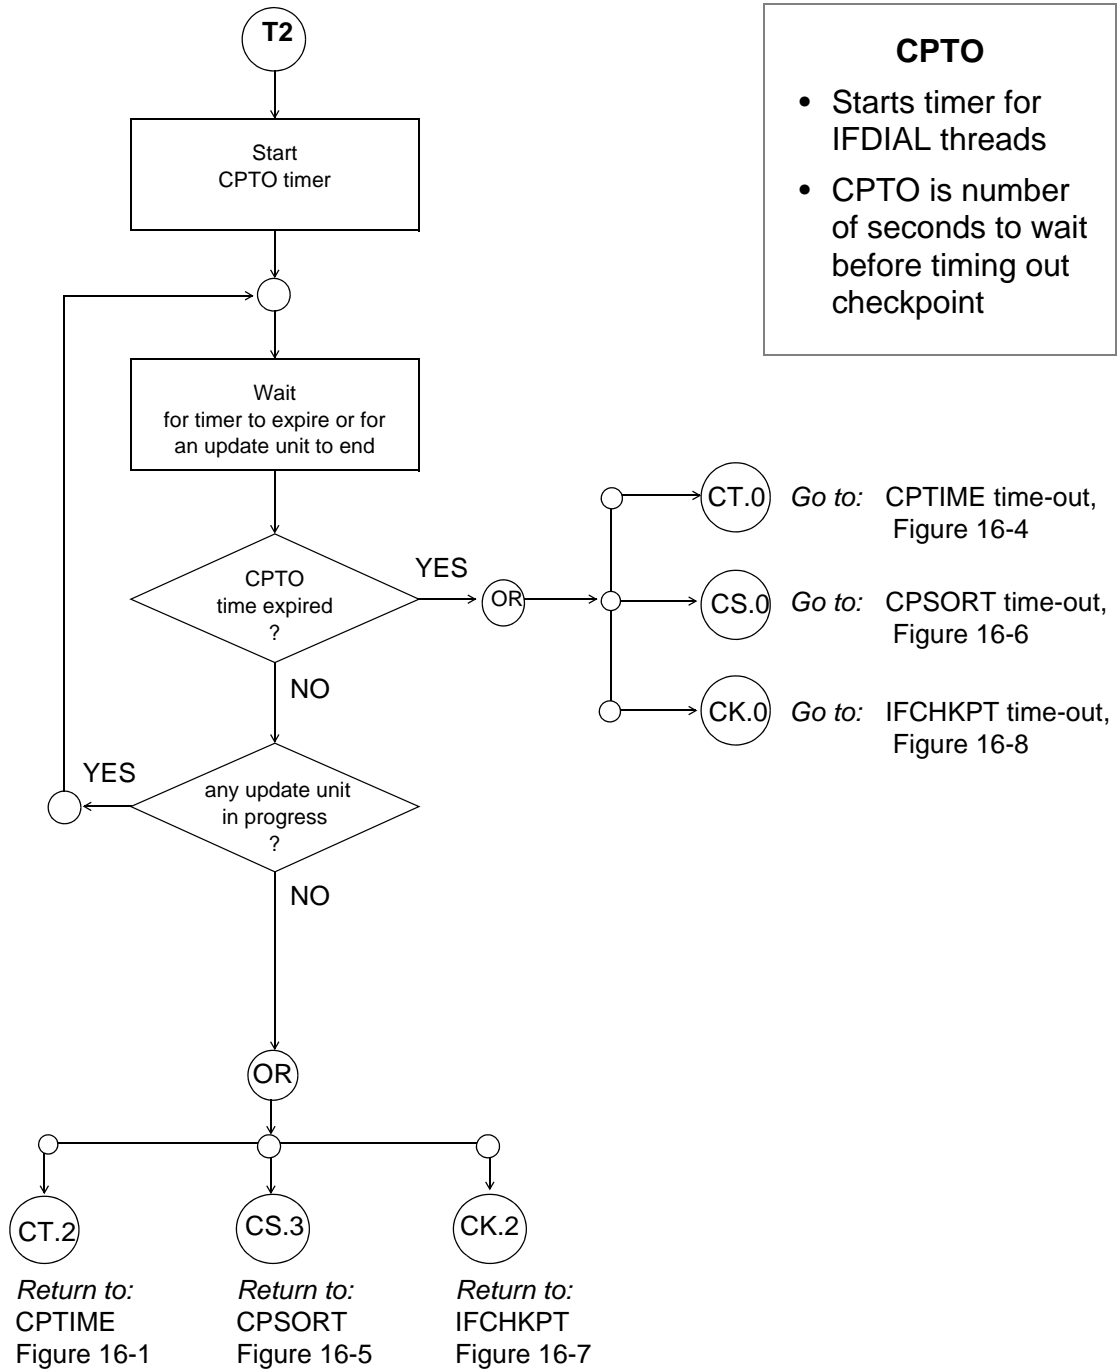 T2
CPTO
• Starts timer for
IFDIAL threads
• CPTO is number
of seconds to wait
before timing out
checkpoint
Start
CPTO timer
Wait
for timer to expire or for
an update unit to end
CPTO
time expired
?
YES
OR
CT.0
Go to: CPTIME time-out,
Figure 16-4
CS.0
Go to: CPSORT time-out,
Figure 16-6
CK.0
Go to: IFCHKPT time-out,
Figure 16-8
NO
any update unit
in progress
?
YES
NO
OR
CT.2
Return to:
CPTIME
Figure 16-1
CS.3
Return to:
CPSORT
Figure 16-5
CK.2
Return to:
IFCHKPT
Figure 16-7